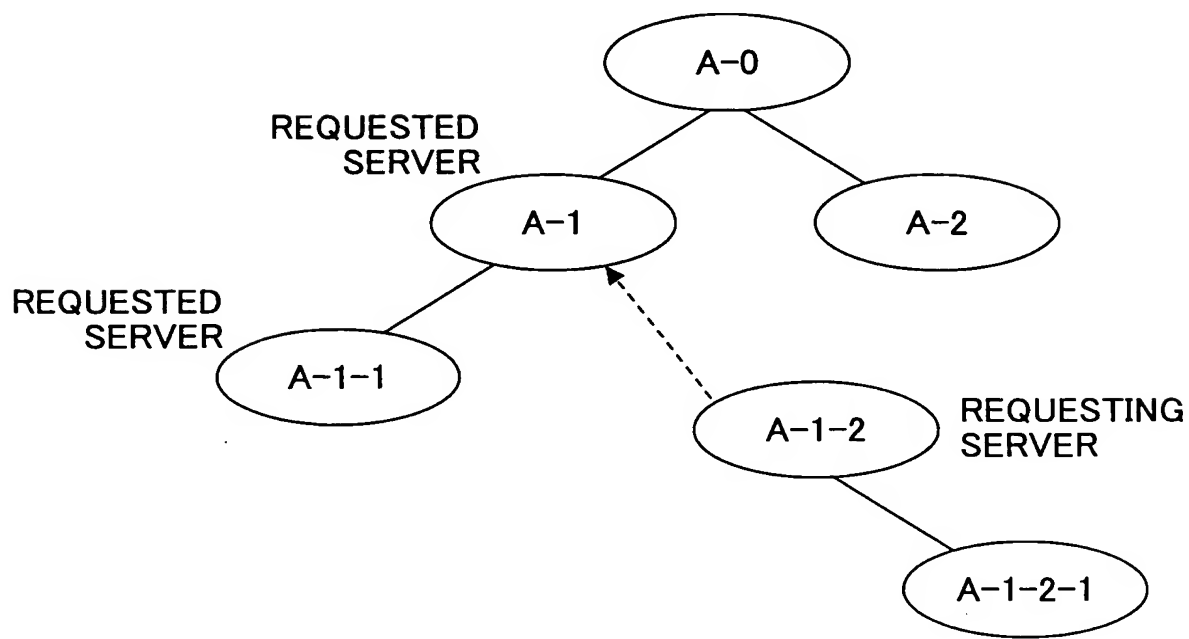 A-0
REQUESTED
SERVER
A-1
A-2
REQUESTED
SERVER
A-1-1
A-1-2
REQUESTING
SERVER
A-1-2-1